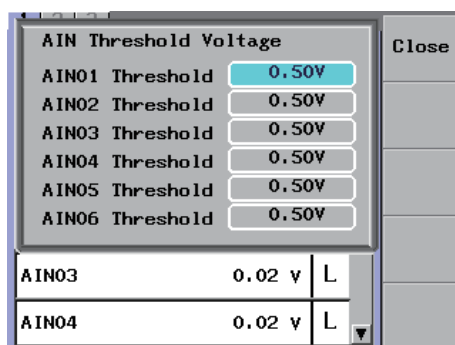 AIN Threshold Voltage
Close
AIN01 Threshold 0.50V
AIN02 Threshold 0.50V
AIN03 Threshold 0.50V
AIN04 Threshold 0.50V
AIN05 Threshold 0.50V
AIN06 Threshold 0.50V
AIN03 0.02 v L
AIN04 0.02 v L